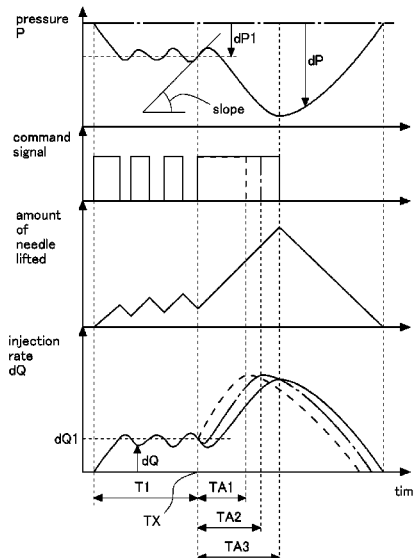 pressure
P
dP1
dP
slope
command
signal
amount
of
needle
lifted
injection
rate
dQ
dQ1
dQ
T1
TA1
tim
TX
TA2
TA3